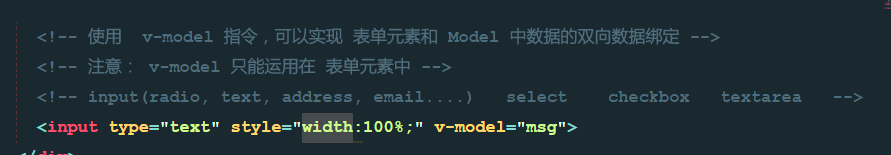 <!-- 使用  v-model 指令，可以实现 表单元素和 Model 中数据的双向数据绑定 -->
<!-- 注意： v-model 只能运用在 表单元素中 -->
<!-- input(radio, text, address, email....)   select    checkbox   textarea   -->
<input type="text" style="width:100%;" v-model="msg">
</div>